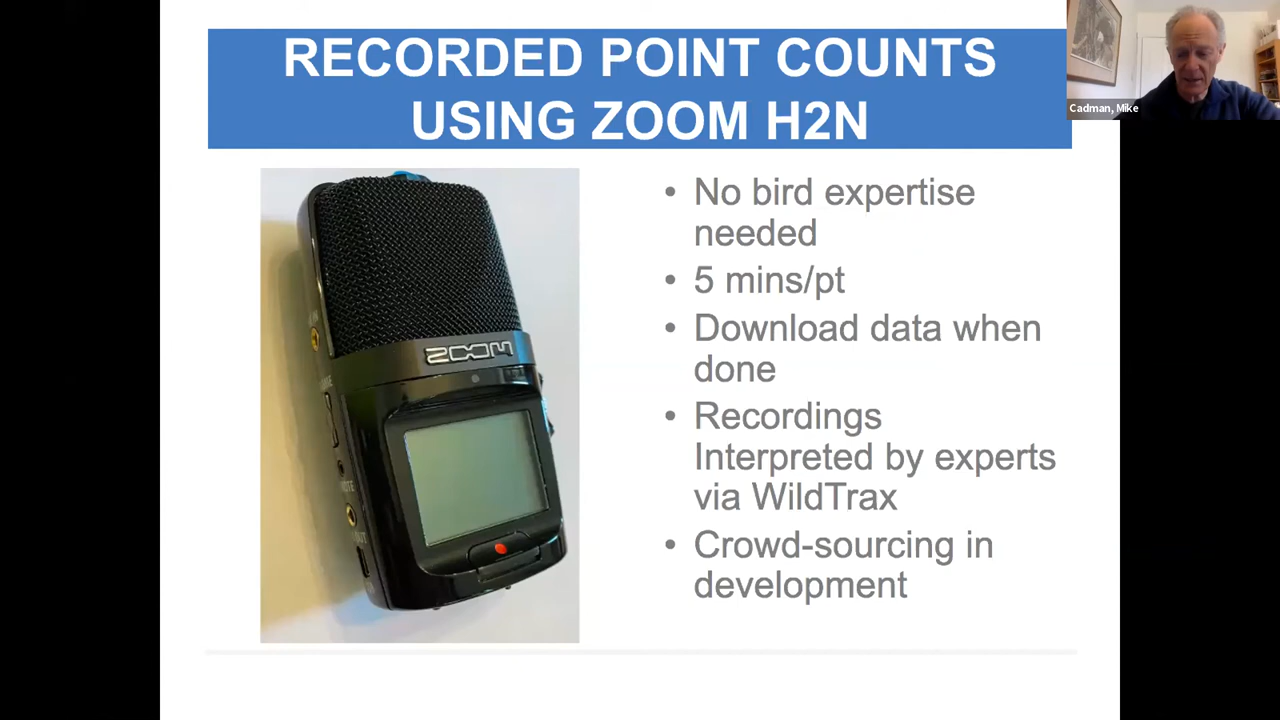 RECORDED POINT COUNTS
USING ZOOM H2N
Cadman, Mike
zoom
• No bird expertise
needed
• 5 mins/pt
• Download data when
done
• Recordings
Interpreted by experts
via WildTrax
• Crowd-sourcing in
development